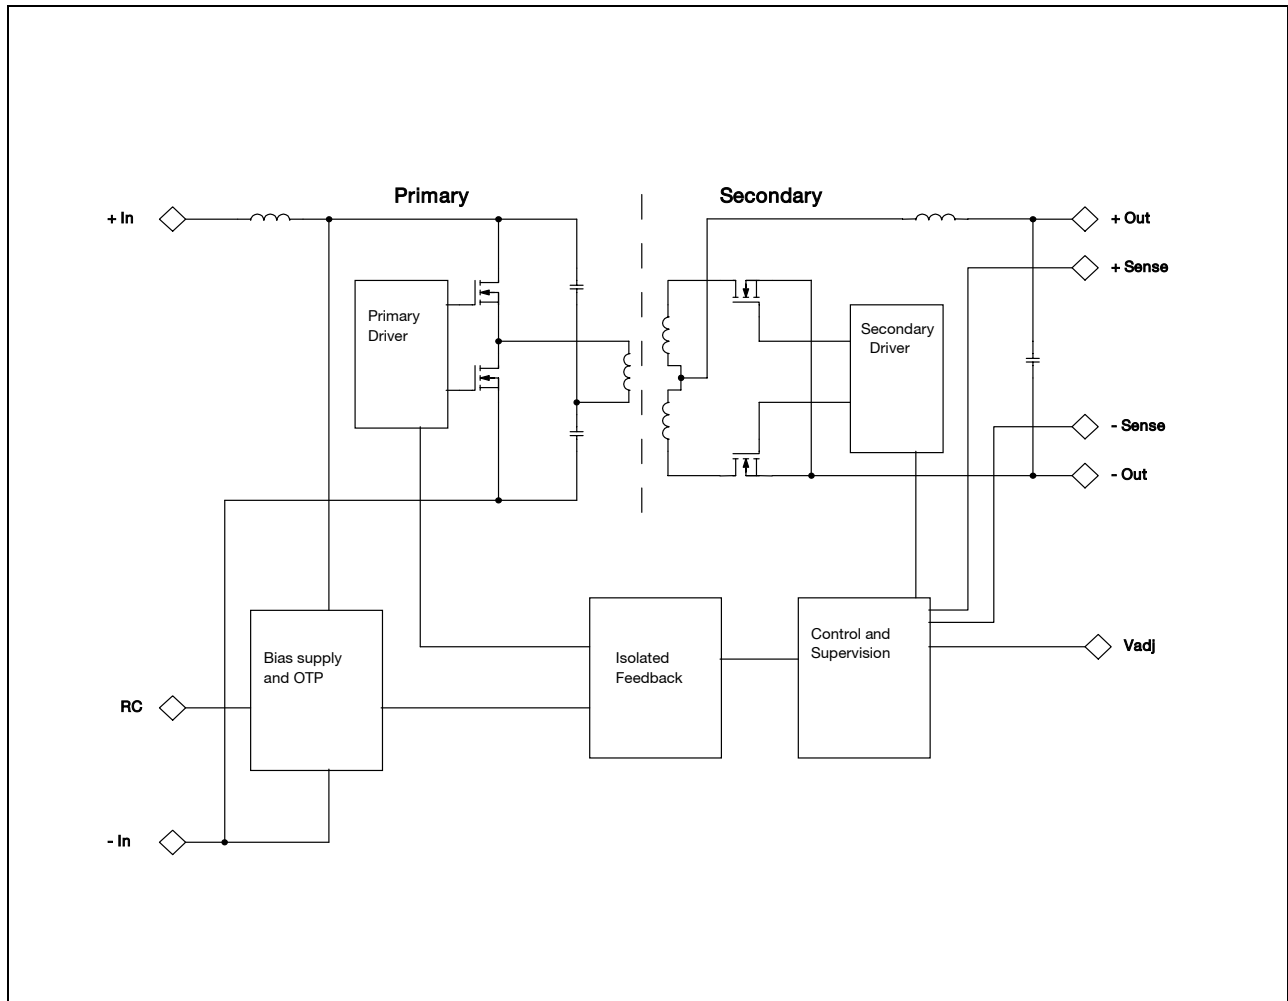 Primary
Secondary
+ In
+ Out
+ Sense
Primary
Driver
Secondary
Driver
- Sense
- Out
Bias supply
and OTP
Isolated
Feedback
Control and
Supervision
Vadj
RC
- In